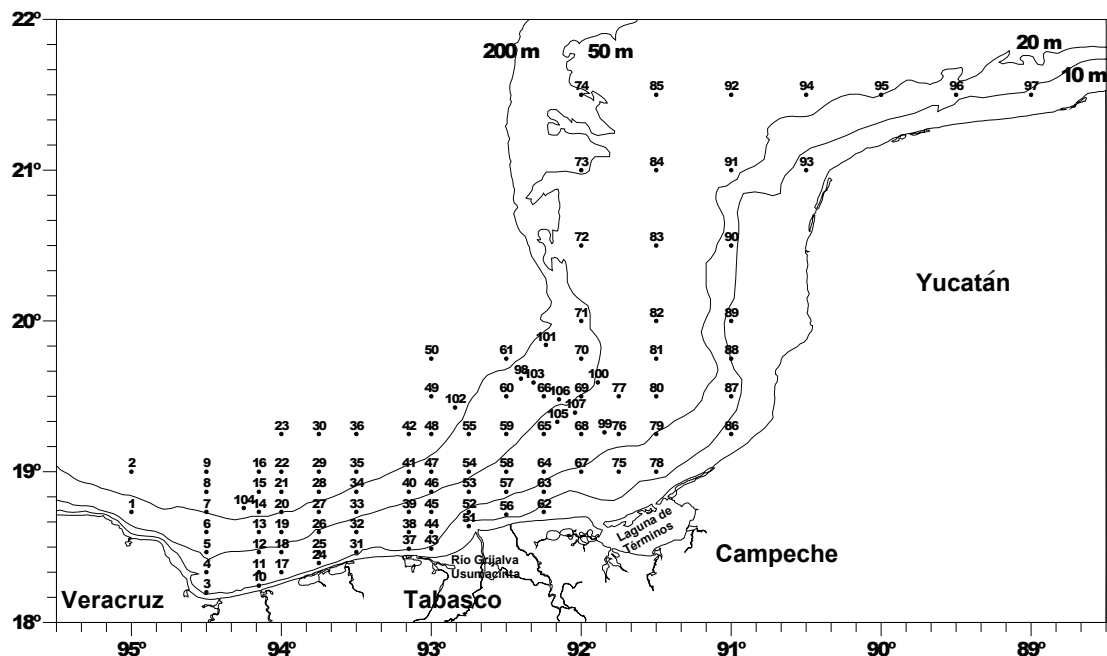 22º
200 m 50 m 20 m
10 m
74 85 92 94 95 96 97
21º
73 84 91 93
72 83 90
Yucatán
20º
71 82 89
101
50 61 70 81 88
98 103 100
49 60 66 69 77 80 87
102 106 107
105
23 30 36 42 48 55 59 65 68 99 76 79 86
2 9 16 22 29 35 41 47 54 58 64 67 75 78
19º
8 15 21 28 34 40 46 53 57 63
104
1 7 14 20 27 33 39 45 52 56 62
51
6 13 19 26 32 38 44
5 12 18 25 31 37 43
24
4 11 17
10
3
Laguna de
Términos
Campeche
Río Grijalva
Usumacinta
Veracruz Tabasco
18º
95º 94º 93º 92º 91º 90º 89º